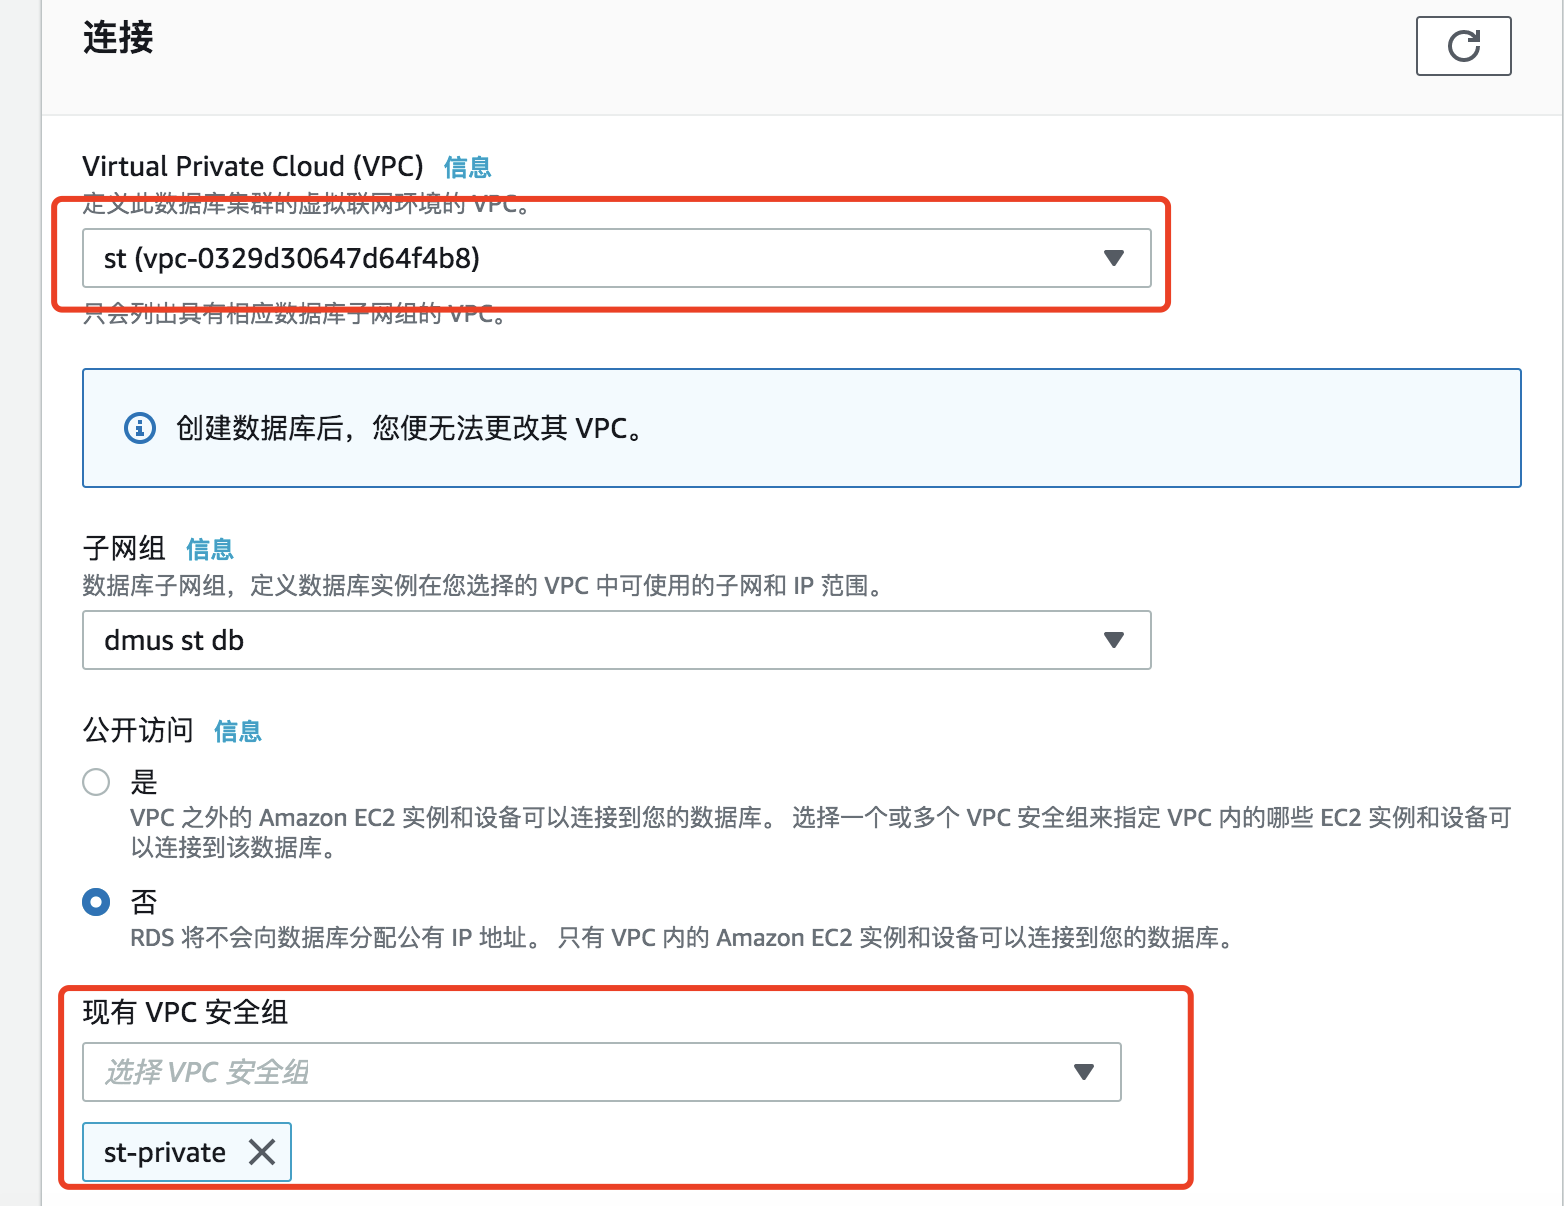 连接
Virtual Private Cloud (VPC) 信息
定义此数据库集群的虚拟联网环境的 VPC。
st (vpc-0329d30647d64f4b8)
只会列出具有相应数据库子网组的 VPC。
创建数据库后，您便无法更改其 VPC。
子网组 信息
数据库子网组，定义数据库实例在您选择的 VPC 中可使用的子网和 IP 范围。
dmus st db
公开访问 信息
是
VPC 之外的 Amazon EC2 实例和设备可以连接到您的数据库。 选择一个或多个 VPC 安全组来指定 VPC 内的哪些 EC2 实例和设备可
以连接到该数据库。
否
RDS 将不会向数据库分配公有 IP 地址。 只有 VPC 内的 Amazon EC2 实例和设备可以连接到您的数据库。
现有 VPC 安全组
选择 VPC 安全组
st-private